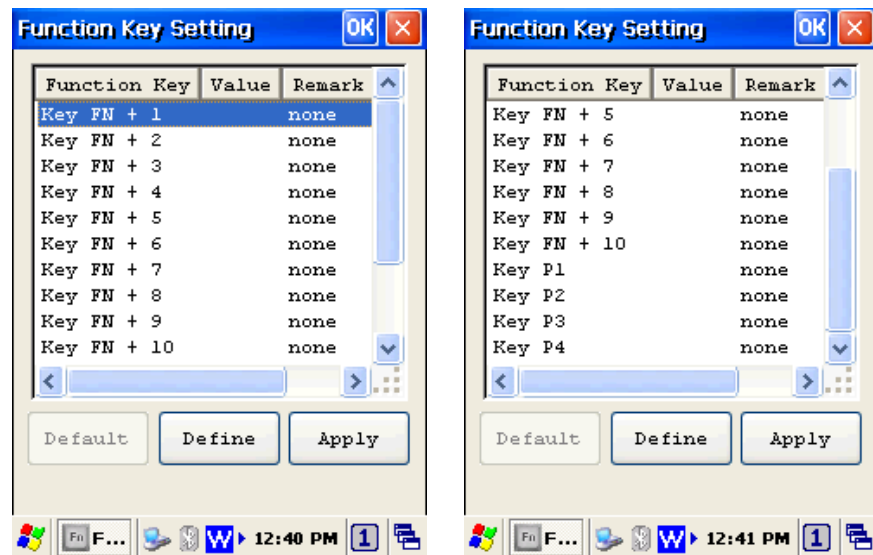 Function Key Setting OK
Function Key Value Remark
Key FN + 1 none
Key FN + 2 none
Key FN + 3 none
Key FN + 4 none
Key FN + 5 none
Key FN + 6 none
Key FN + 7 none
Key FN + 8 none
Key FN + 9 none
Key FN + 10 none
Default Define Apply
Fn F... W 12:40 PM 1
Function Key Setting OK
Function Key Value Remark
Key FN + 5 none
Key FN + 6 none
Key FN + 7 none
Key FN + 8 none
Key FN + 9 none
Key FN + 10 none
Key P1 none
Key P2 none
Key P3 none
Key P4 none
Default Define Apply
Fn F... W 12:41 PM 1